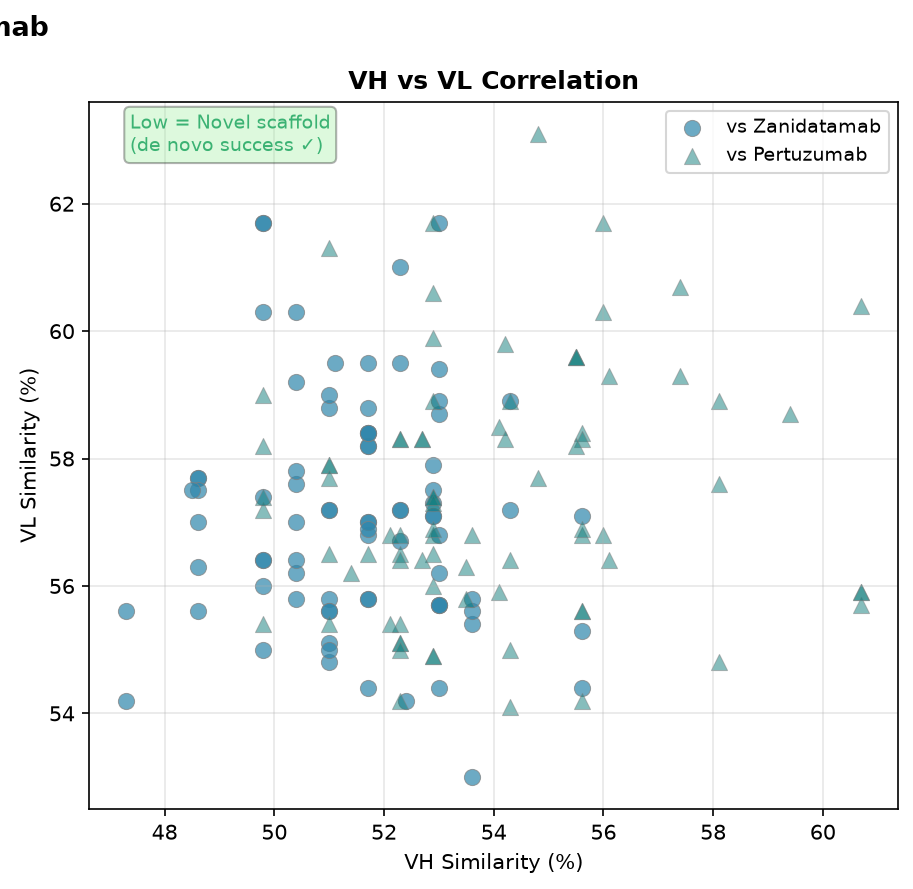 mab
VH vs VL Correlation
Low = Novel scaffold
(de novo success ✓)
vs Zanidatamab
vs Pertuzumab
62
60
58
56
54
VL Similarity (%)
48 50 52 54 56 58 60
VH Similarity (%)